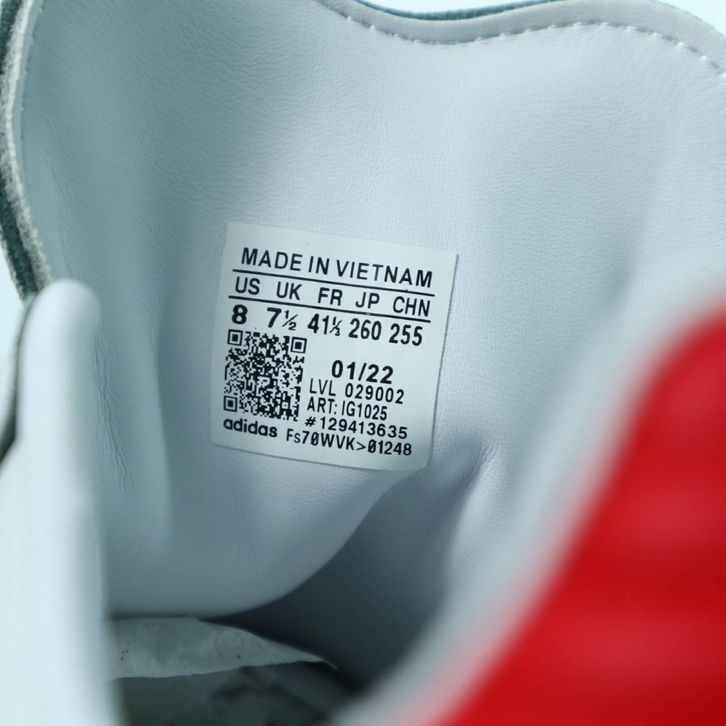 MADE IN VIETNAM
US UK FR JP CHN
8 7½ 41⅓ 260 255
01/22
LVL 029002
ART: IG1025
#129413635
adidas Fs70WVK>01248